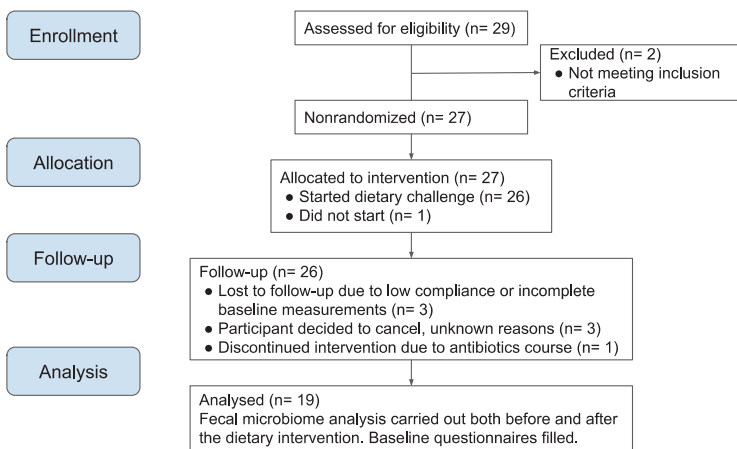 Enrollment
Assessed for eligibility (n= 29)
Excluded (n= 2)
● Not meeting inclusion
criteria
Nonrandomized (n= 27)
Allocation
Allocated to intervention (n= 27)
● Started dietary challenge (n= 26)
● Did not start (n= 1)
Follow-up
Follow-up (n= 26)
● Lost to follow-up due to low compliance or incomplete
baseline measurements (n= 3)
● Participant decided to cancel, unknown reasons (n= 3)
● Discontinued intervention due to antibiotics course (n= 1)
Analysis
Analysed (n= 19)
Fecal microbiome analysis carried out both before and after
the dietary intervention. Baseline questionnaires filled.